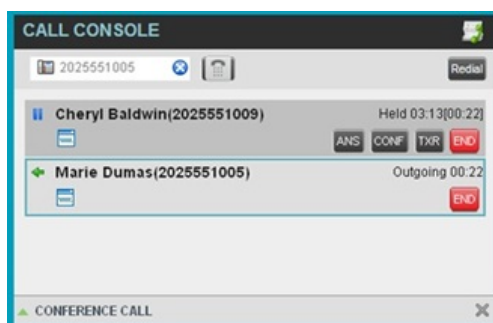 CALL CONSOLE
2025551005
Redial
Cheryl Baldwin(2025551009) Held 03:13[00:22]
ANS CONF TXR END
Marie Dumas(2025551005) Outgoing 00:22
END
CONFERENCE CALL